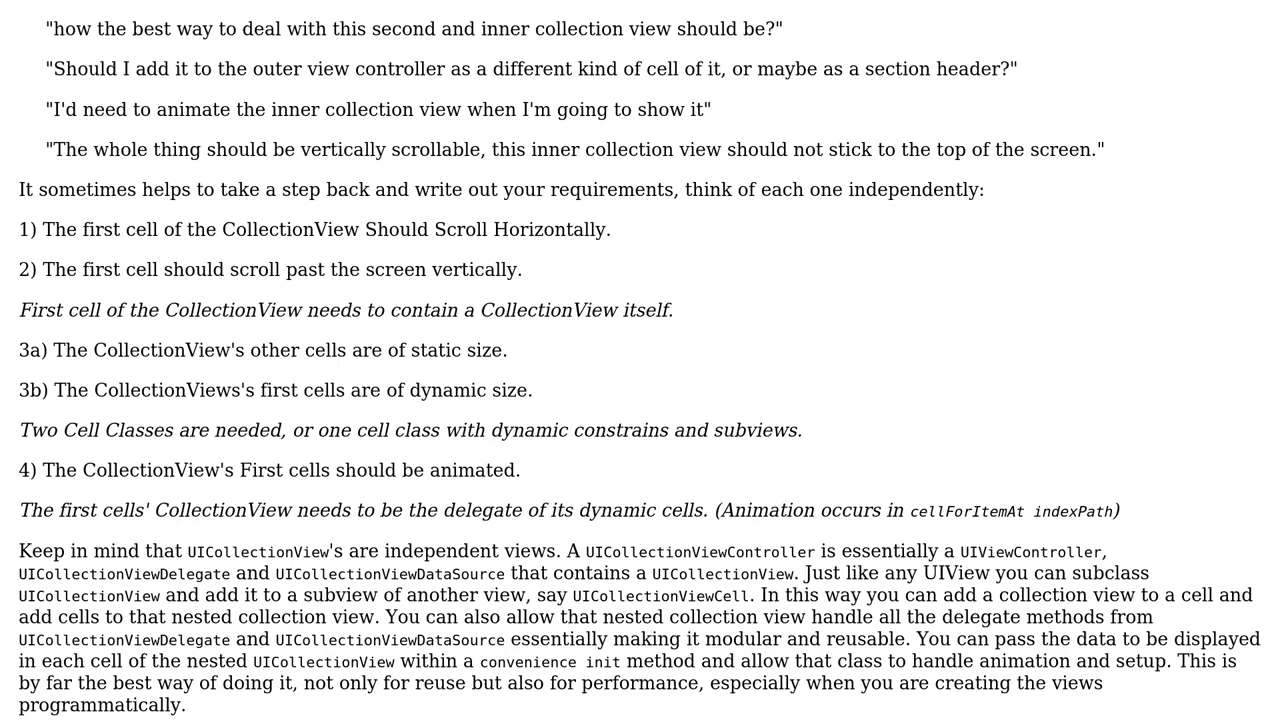 "how the best way to deal with this second and inner collection view should be?"
"Should I add it to the outer view controller as a different kind of cell of it, or maybe as a section header?"
"I'd need to animate the inner collection view when I'm going to show it"
"The whole thing should be vertically scrollable, this inner collection view should not stick to the top of the screen."
It sometimes helps to take a step back and write out your requirements, think of each one independently:
1) The first cell of the CollectionView Should Scroll Horizontally.
2) The first cell should scroll past the screen vertically.
First cell of the CollectionView needs to contain a CollectionView itself.
3a) The CollectionView's other cells are of static size.
3b) The CollectionViews's first cells are of dynamic size.
Two Cell Classes are needed, or one cell class with dynamic constrains and subviews.
4) The CollectionView's First cells should be animated.
The first cells' CollectionView needs to be the delegate of its dynamic cells. (Animation occurs in cellForItemAt indexPath)
Keep in mind that UICollectionView's are independent views. A UICollectionViewController is essentially a UIViewController,
UICollectionViewDelegate and UICollectionViewDataSource that contains a UICollectionView. Just like any UIView you can subclass
UICollectionView and add it to a subview of another view, say UICollectionViewCell. In this way you can add a collection view to a cell and
add cells to that nested collection view. You can also allow that nested collection view handle all the delegate methods from
UICollectionViewDelegate and UICollectionViewDataSource essentially making it modular and reusable. You can pass the data to be displayed
in each cell of the nested UICollectionView within a convenience init method and allow that class to handle animation and setup. This is
by far the best way of doing it, not only for reuse but also for performance, especially when you are creating the views
programmatically.